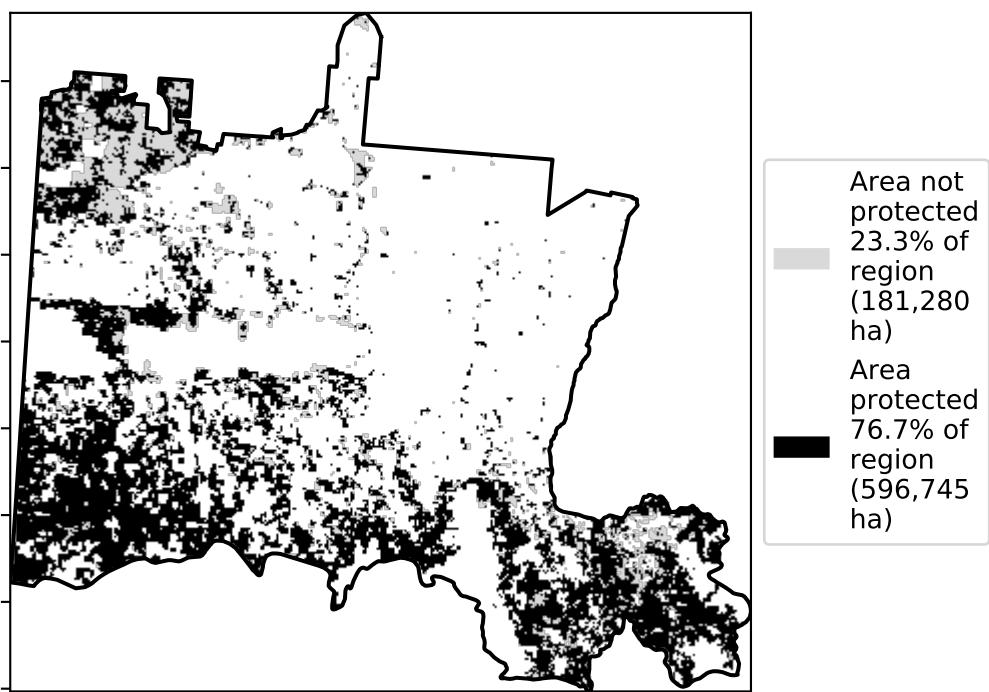 Area not
protected
23.3% of
region
(181,280
ha)
Area
protected
76.7% of
region
(596,745
ha)